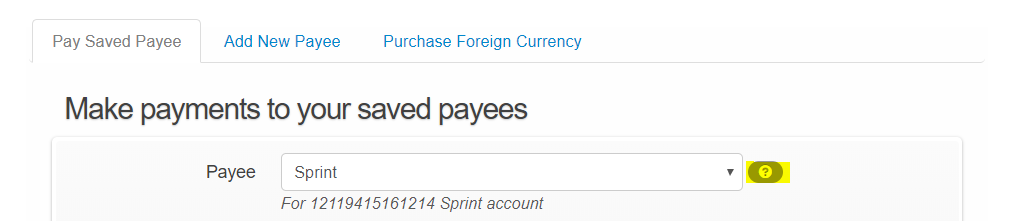 Pay Saved Payee Add New Payee Purchase Foreign Currency
Make payments to your saved payees
Payee Sprint ?
For 12119415161214 Sprint account